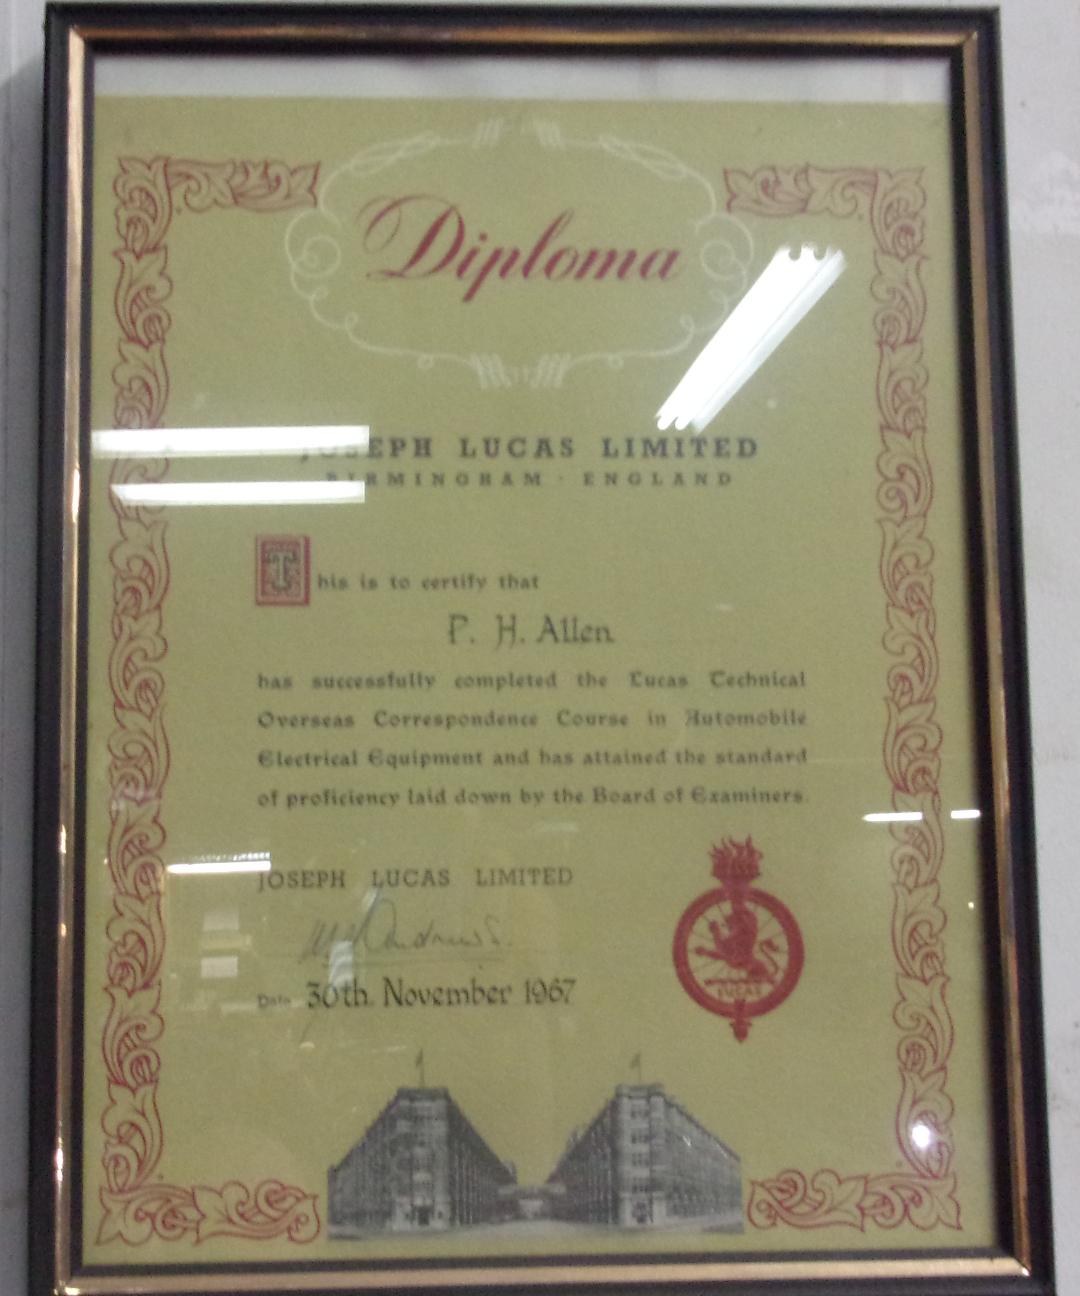 Diploma
JOSEPH LUCAS LIMITED
BIRMINGHAM · ENGLAND
This is to certify that
P. H. Allen
has successfully completed the Lucas Technical
Overseas Correspondence Course in Automobile
Electrical Equipment and has attained the standard
of proficiency laid down by the Board of Examiners.
JOSEPH LUCAS LIMITED
Date 30th. November 1967
LUCAS